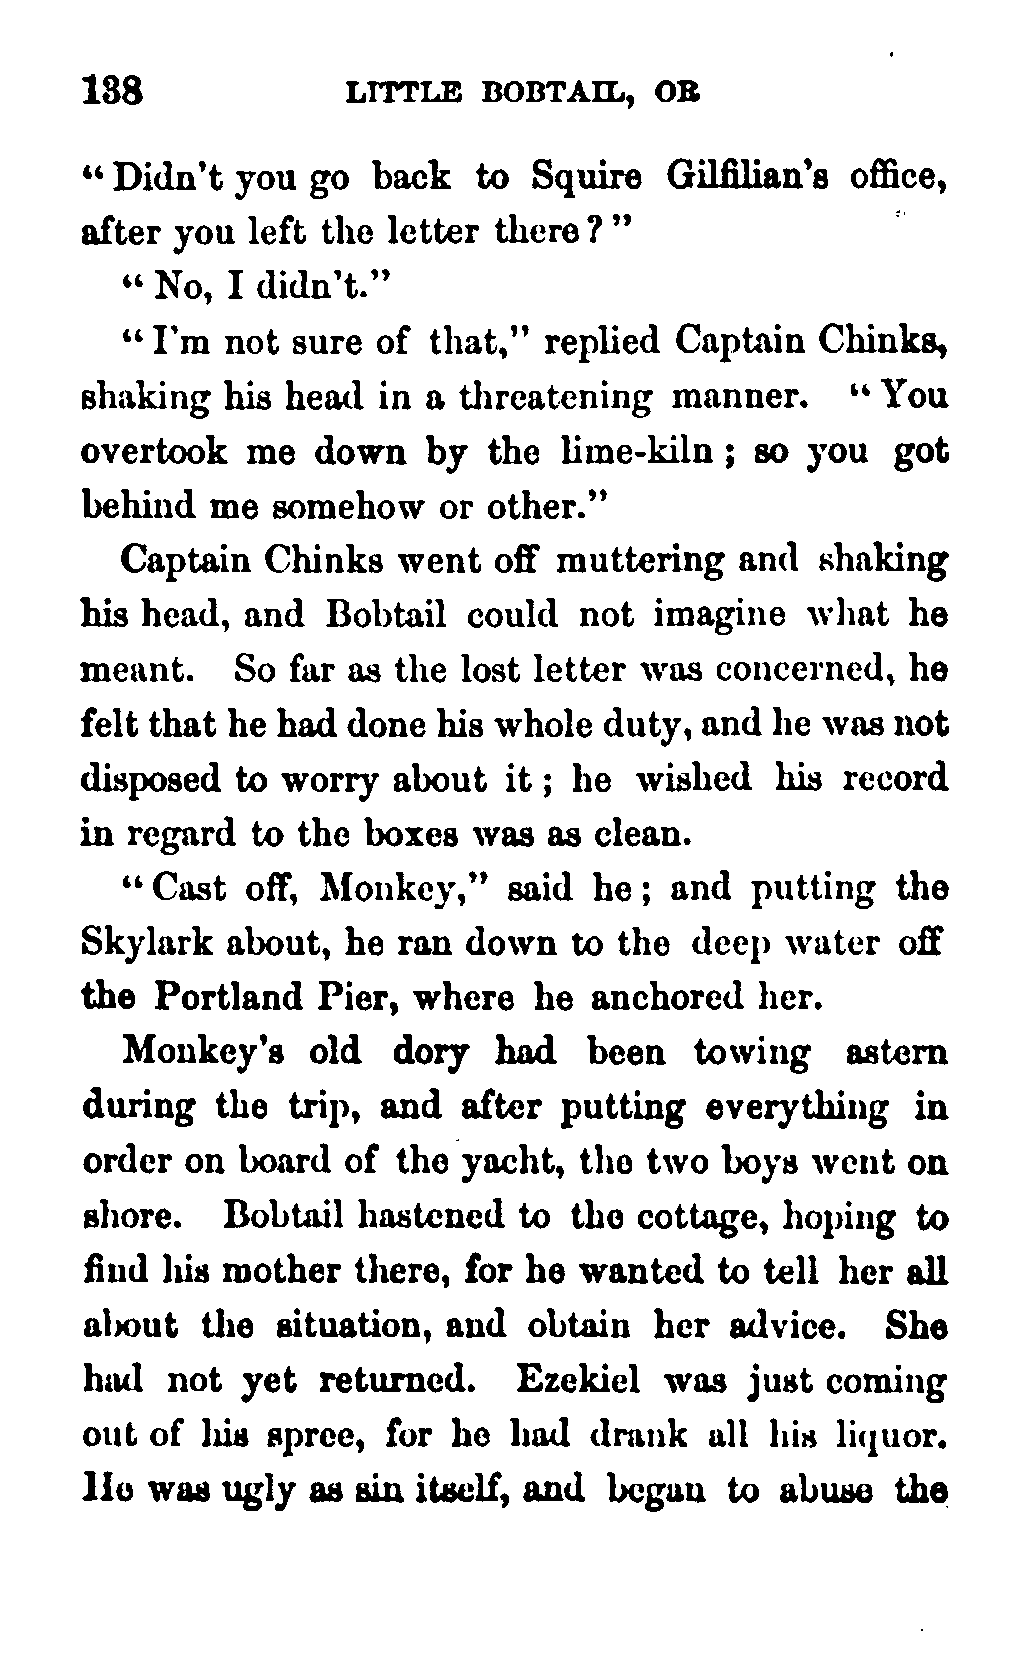 138 LITTLE BOBTAIL, OR
“Didn't you go back to Squire Gilfilian's office,
after you left the letter there?”
“No, I didn't.”
“I'm not sure of that,” replied Captain Chinks,
shaking his head in a threatening manner. “You
overtook me down by the lime-kiln; so you got
behind me somehow or other.”
Captain Chinks went off muttering and shaking
his head, and Bobtail could not imagine what he
meant. So far as the lost letter was concerned, he
felt that he had done his whole duty, and he was not
disposed to worry about it; he wished his record
in regard to the boxes was as clean.
“Cast off, Monkey,” said he; and putting the
Skylark about, he ran down to the deep water off
the Portland Pier, where he anchored her.
Monkey's old dory had been towing astern
during the trip, and after putting everything in
order on board of the yacht, the two boys went on
shore. Bobtail hastened to the cottage, hoping to
find his mother there, for he wanted to tell her all
about the situation, and obtain her advice. She
had not yet returned. Ezekiel was just coming
out of his spree, for he had drank all his liquor.
He was ugly as sin itself, and began to abuse the